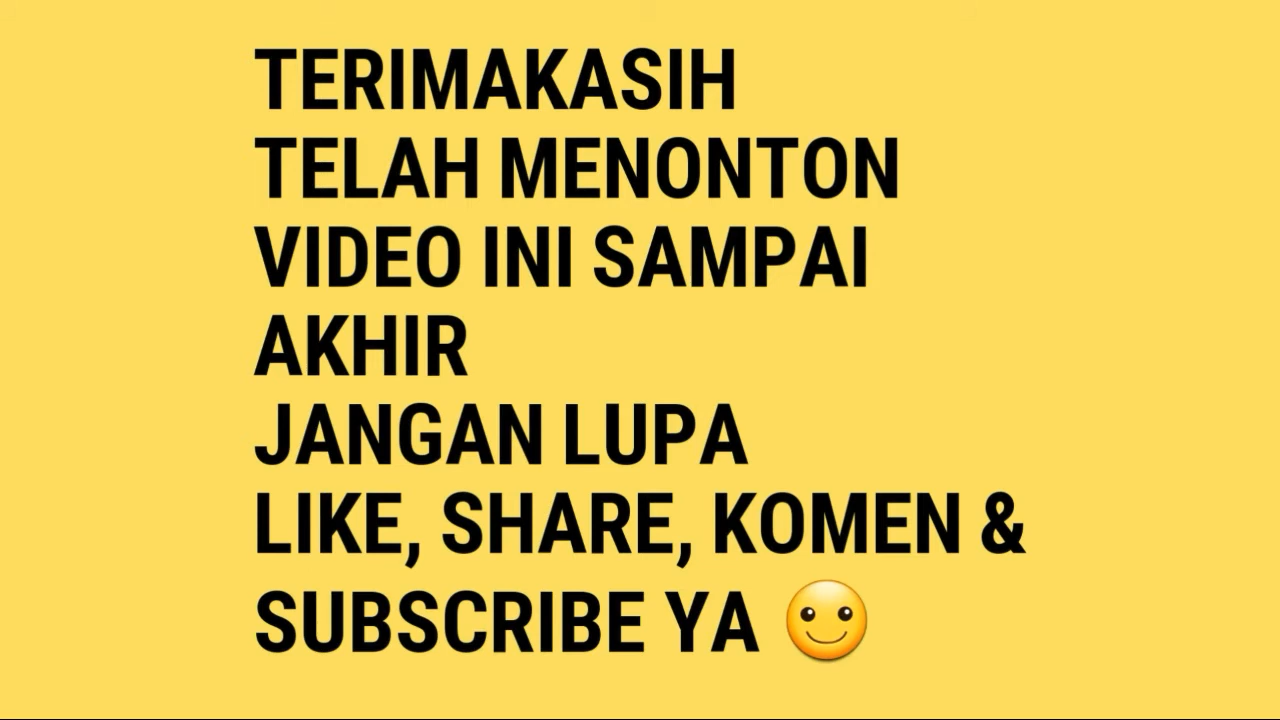 TERIMAKASIH
TELAH MENONTON
VIDEO INI SAMPAI
AKHIR
JANGAN LUPA
LIKE, SHARE, KOMEN &
SUBSCRIBE YA 🙂